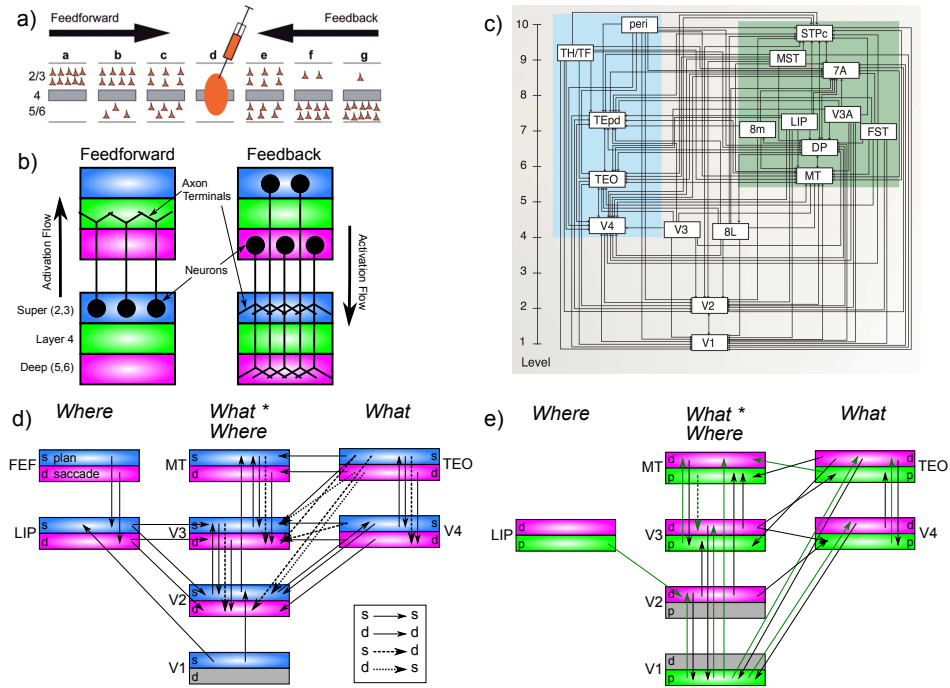 a)
Feedforward
Feedback
a b c d e f g
2/3
4
5/6
b)
Feedforward
Feedback
Axon
Terminals
Activation Flow
Neurons
Activation Flow
Super (2,3)
Layer 4
Deep (5,6)
c)
10
9
8
7
6
5
4
3
2
1
Level
peri
TH/TF
STPc
MST
7A
TEpd
LIP
V3A
8m
FST
DP
TEO
MT
V4
V3
8L
V2
V1
d)
Where
What *
Where
What
FEF
s plan
d saccade
s
MT
d
s
TEO
d
s
LIP
d
s
V3
d
s
V4
d
s
V2
d
s
V1
d
s s
d d
s d
d s
e)
Where
What *
Where
What
MT
d
p
d
TEO
p
LIP
d
p
V3
d
p
d
V4
p
V2
d
p
V1
d
p